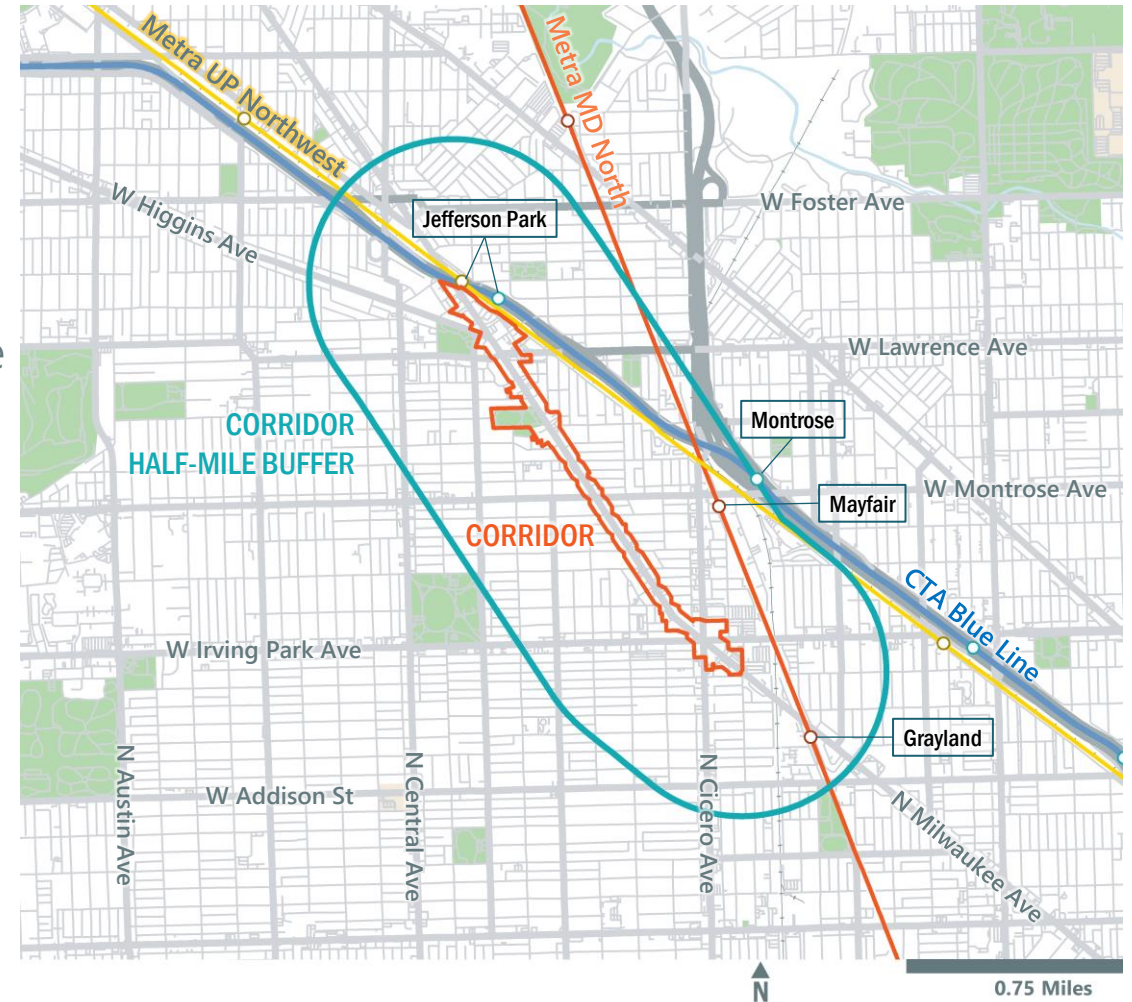 Metra UP Northwest
Metra MD North
W Higgins Ave
W Foster Ave
Jefferson Park
W Lawrence Ave
e
CORRIDOR
HALF-MILE BUFFER
Montrose
W Montrose Ave
Mayfair
CORRIDOR
CTA Blue Line
W Irving Park Ave
Grayland
N Austin Ave
N Central Ave
N Cicero Ave
W Addison St
N Milwaukee Ave
N
0.75 Miles